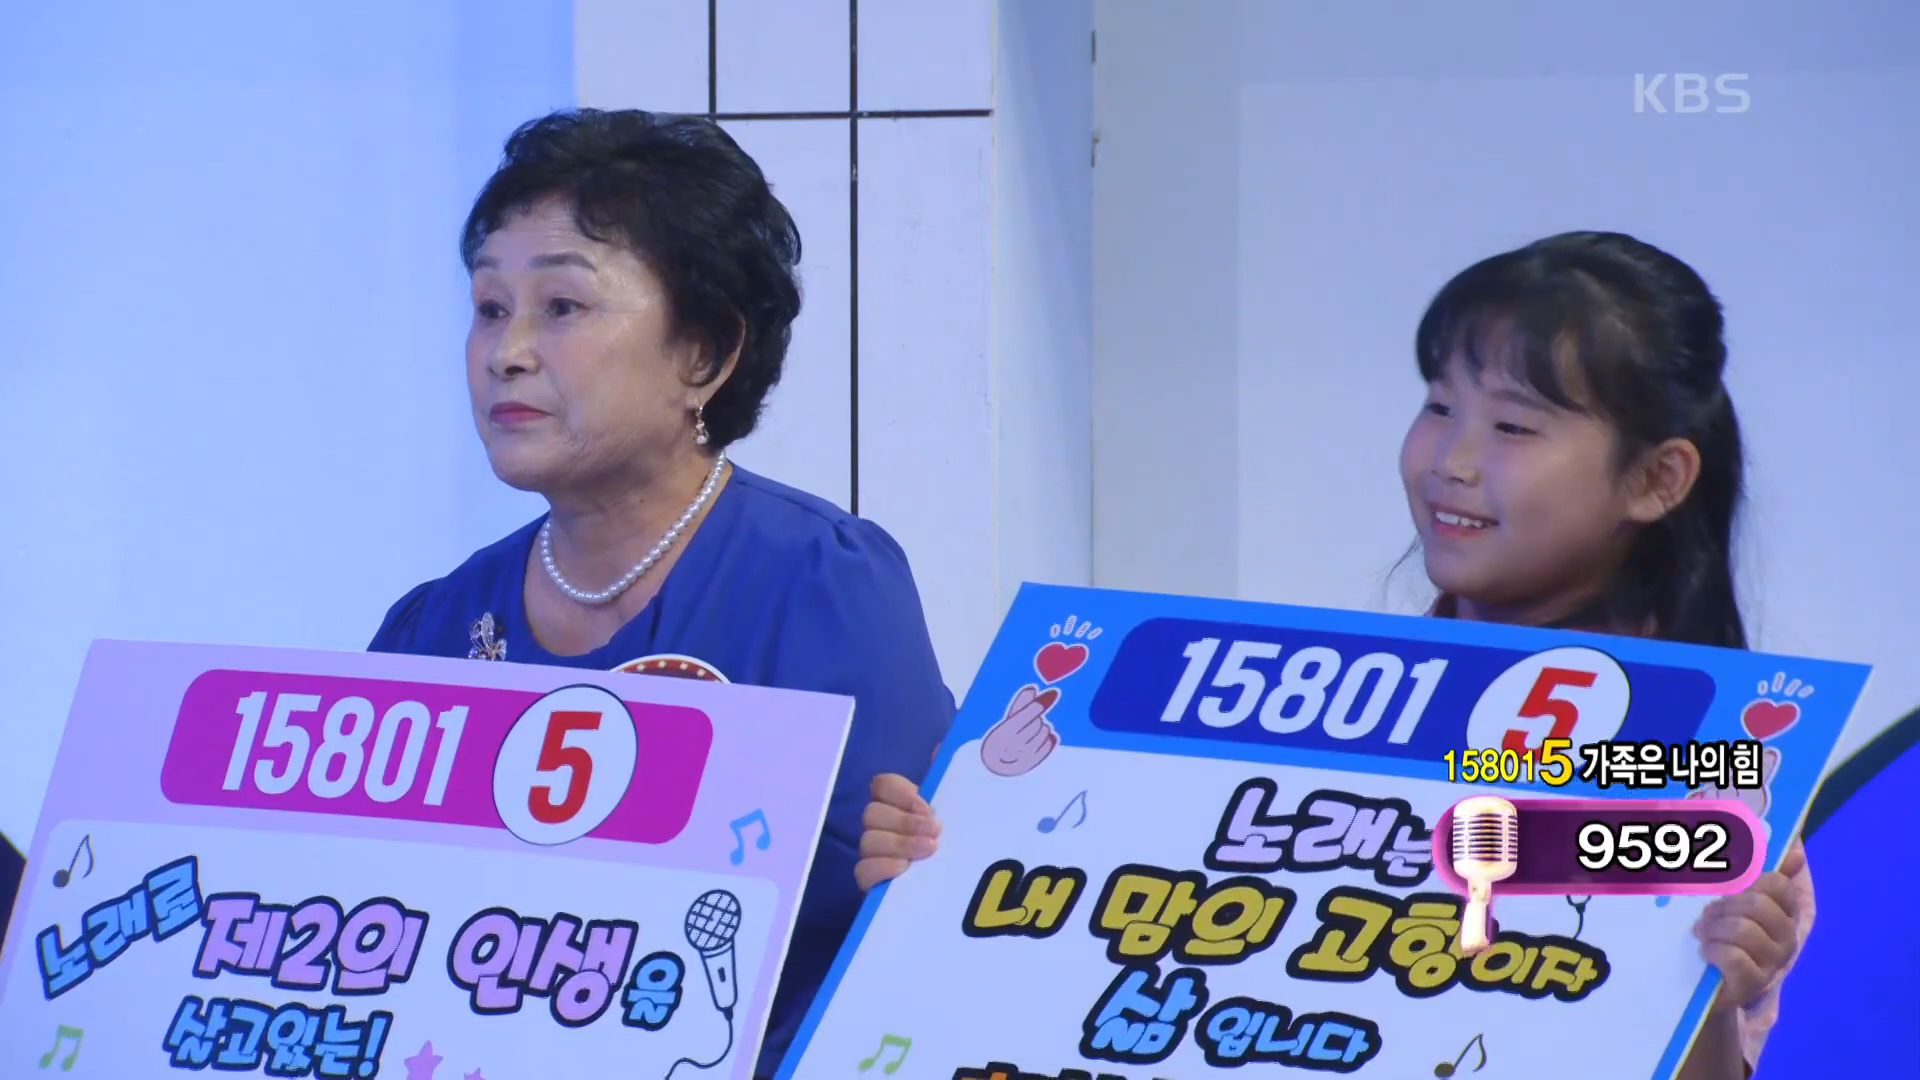 KBS
15801 5
노래로 제2의 인생을
살고있는!
15801 5
노래는
내 맘의 고향이자
삶 입니다
158015 가족은 나의 힘
9592